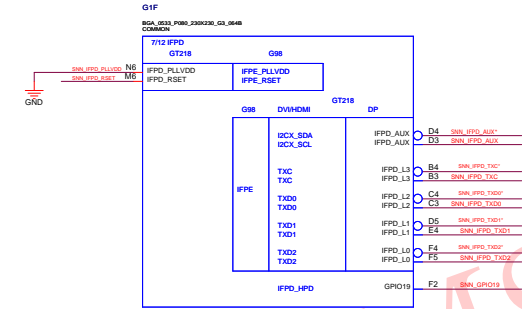 G1F
BGA_0533_P080_230X230_G3_064B
COMMON
7/12 IFPD
GT218 G98
SNN_IFPD_PLLVDD N6 IFPD_PLLVDD IFPE_PLLVDD
SNN_IFPD_RSET M6 IFPD_RSET IFPE_RSET
GND
GT218
G98 DVI/HDMI DP
I2CX_SDA IFPD_AUX D4 SNN_IFPD_AUX*
I2CX_SCL IFPD_AUX D3 SNN_IFPD_AUX
TXC IFPD_L3 B4 SNN_IFPD_TXC*
TXC IFPD_L3 B3 SNN_IFPD_TXC
IFPE
TXD0 IFPD_L2 C4 SNN_IFPD_TXD0*
TXD0 IFPD_L2 C3 SNN_IFPD_TXD0
TXD1 IFPD_L1 D5 SNN_IFPD_TXD1*
TXD1 IFPD_L1 E4 SNN_IFPD_TXD1
TXD2 IFPD_L0 F4 SNN_IFPD_TXD2*
TXD2 IFPD_L0 F5 SNN_IFPD_TXD2
IFPD_HPD GPIO19 F2 SNN_GPIO19